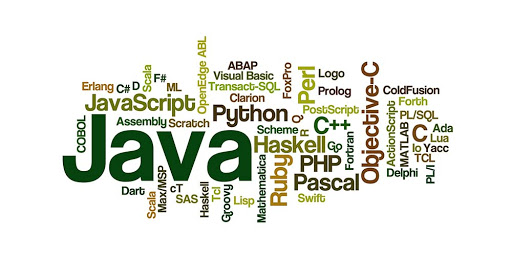 ABAP
Visual Basic
Transact-SQL
Clarion
OpenEdge ABL
FoxPro
Perl
Logo
Prolog
PostScript
Objective-C
ColdFusion
Forth
PL/SQL
ActionScript
MATLAB
C
Ada
Lua
Io
Yacc
TCL
Delphi
PL/I
Erlang
C#
D
Scala
F#
ML
JavaScript
COBOL
Assembly
Scratch
Python
Q
Scheme
R
C++
Java
Haskell
Go
Fortran
Ruby
PHP
Pascal
Dart
Scala
Max/MSP
cT
SAS
Haskell
Tcl
Groovy
Lisp
Mathematica
Swift